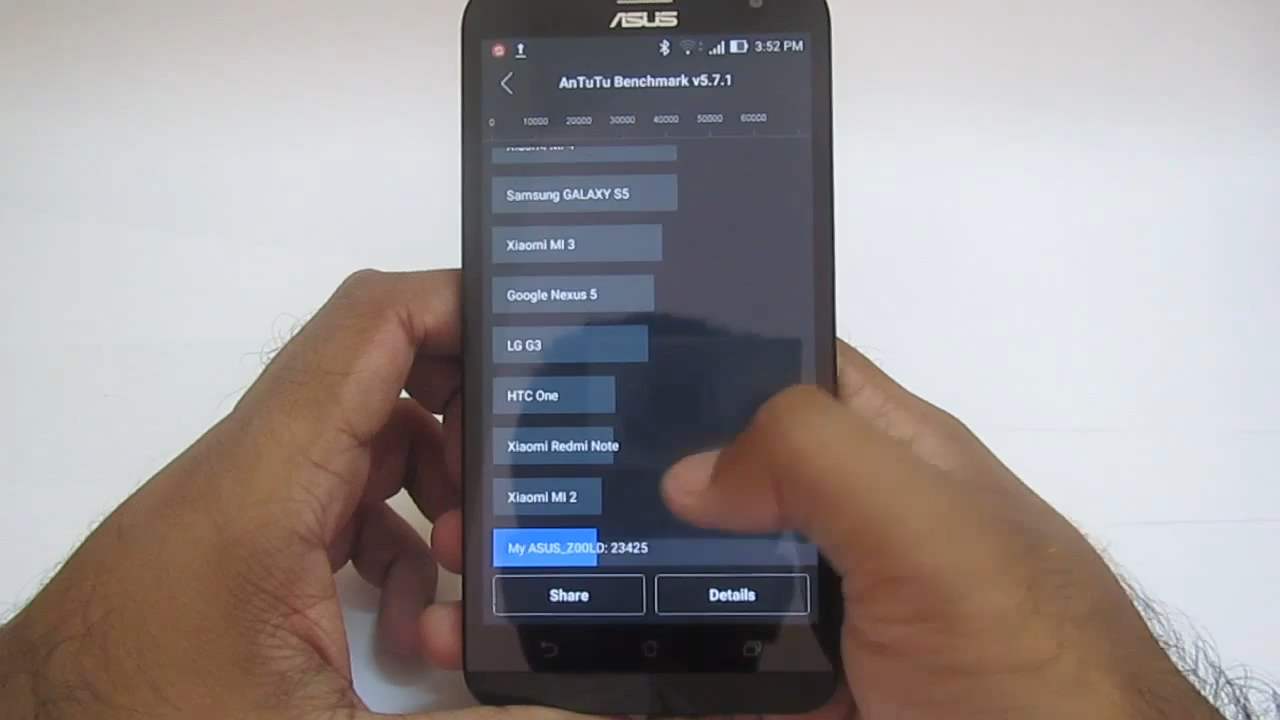 ASUS
3:52 PM
AnTuTu Benchmark v5.7.1
0 10000 20000 30000 40000 50000 60000
Samsung GALAXY S5
Xiaomi MI 3
Google Nexus 5
LG G3
HTC One
Xiaomi Redmi Note
Xiaomi MI 2
My ASUS_Z00LD: 23425
Share Details